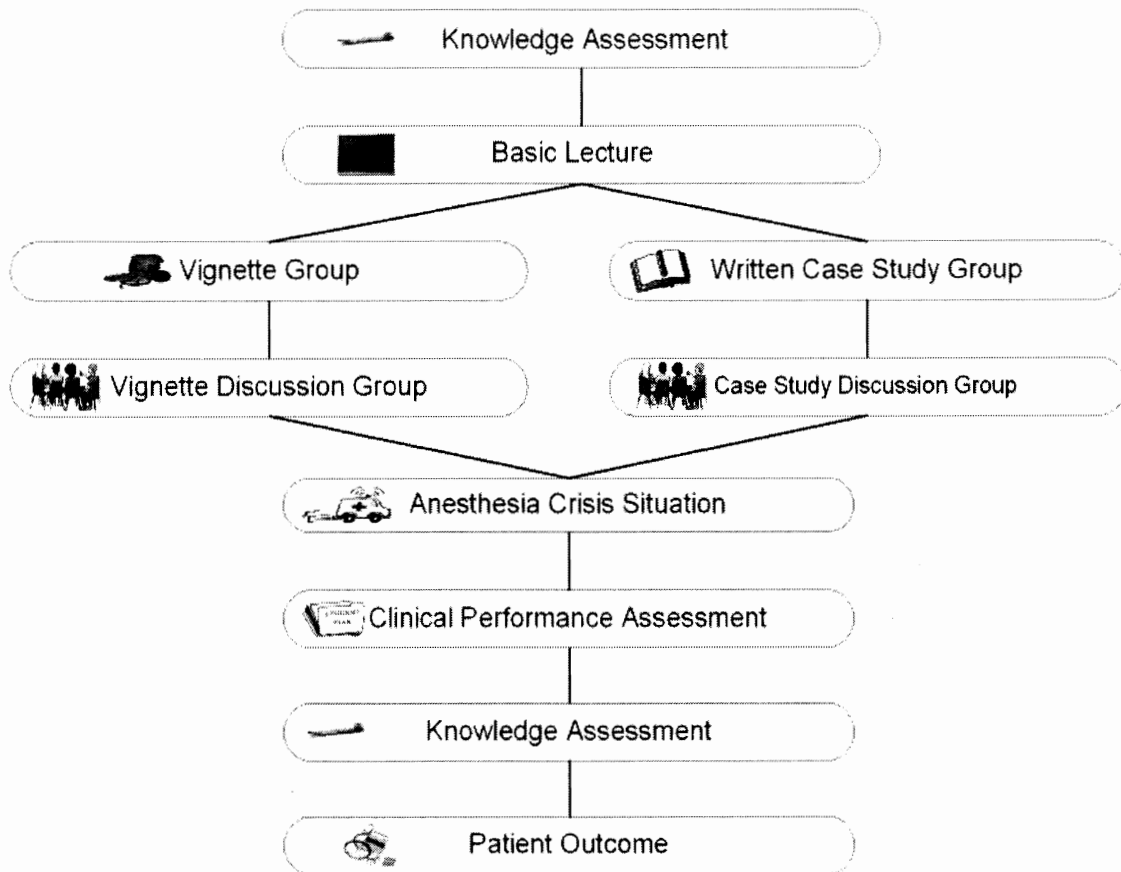 Knowledge Assessment
Basic Lecture
Vignette Group
Written Case Study Group
Vignette Discussion Group
Case Study Discussion Group
Anesthesia Crisis Situation
Clinical Performance Assessment
Knowledge Assessment
Patient Outcome